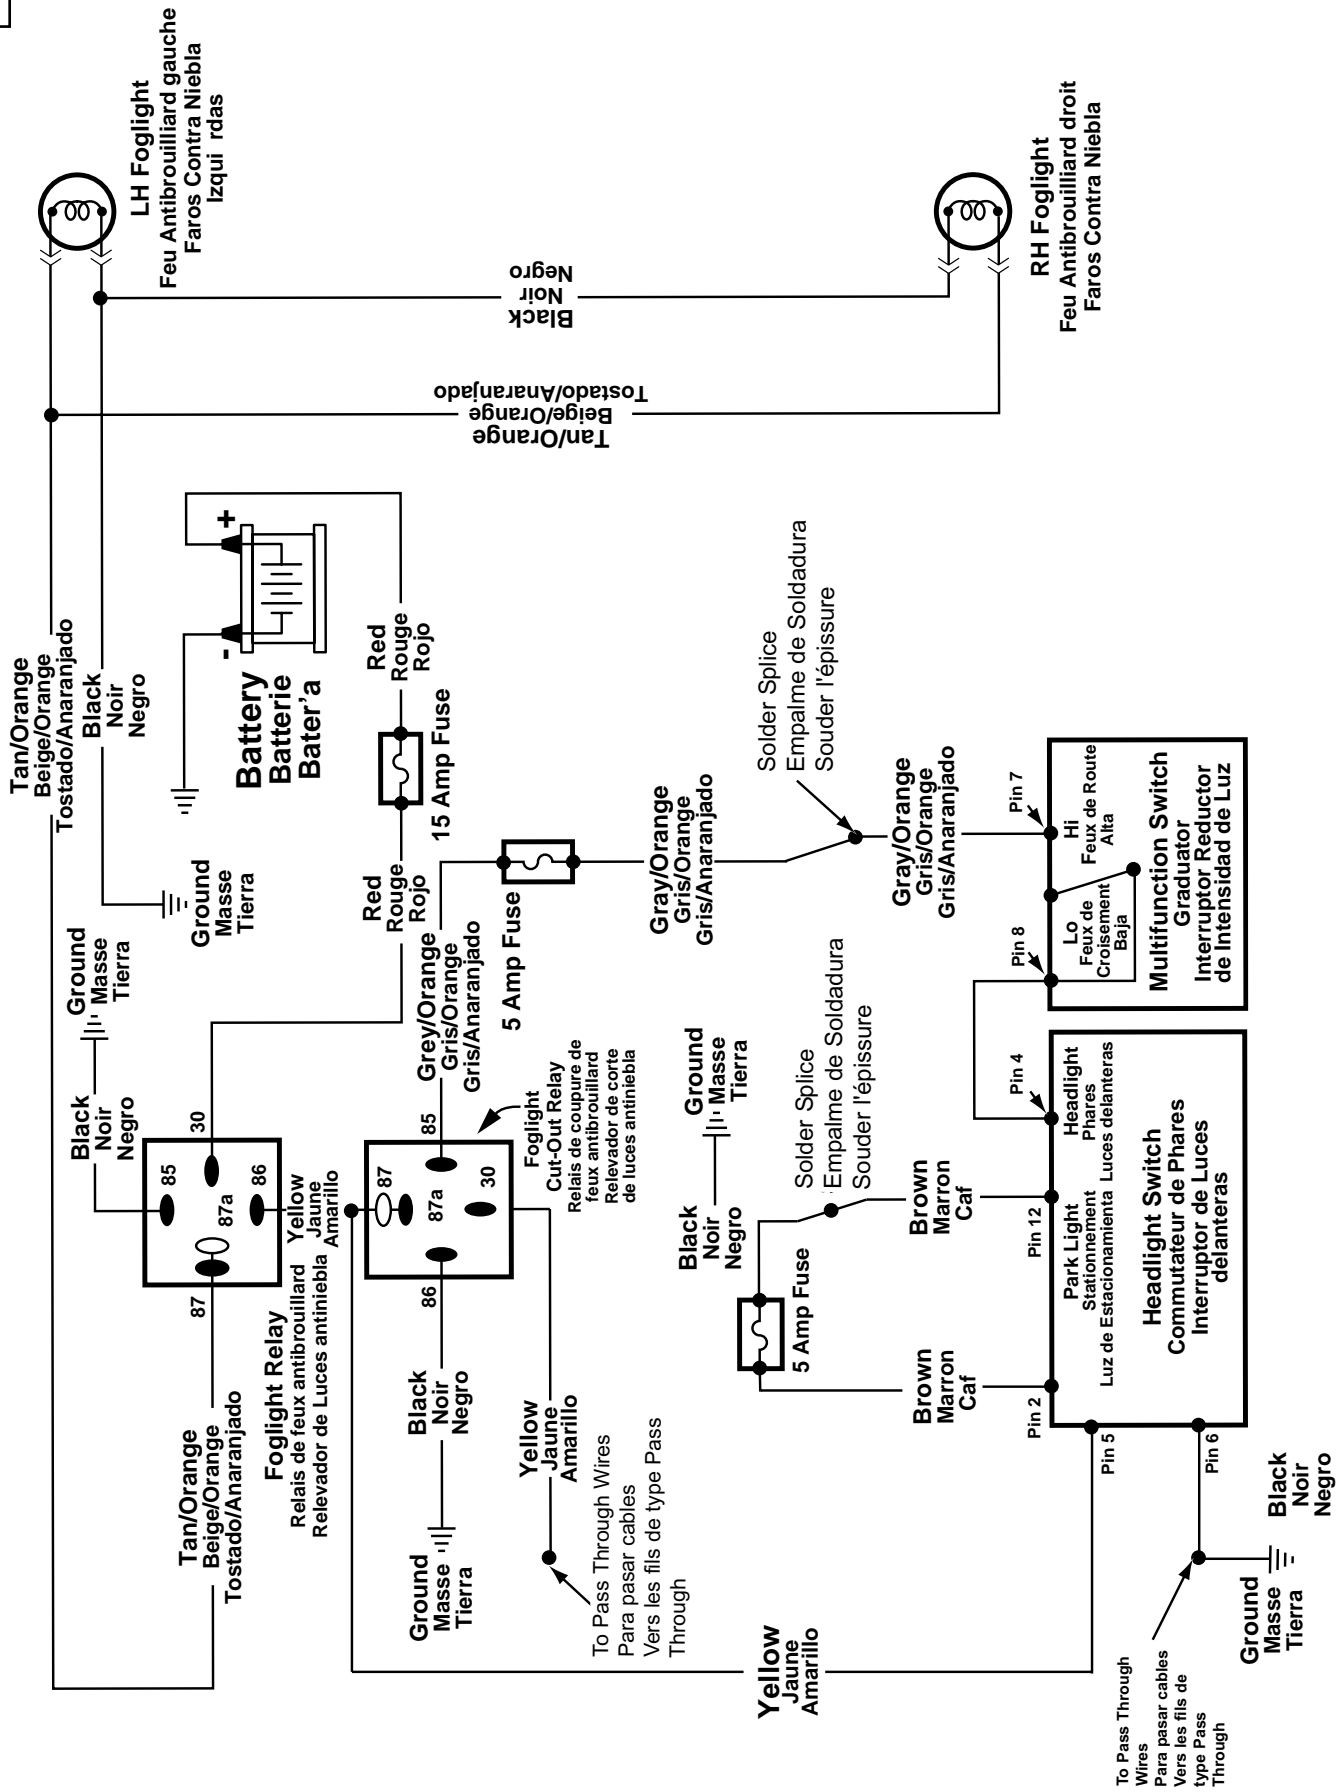 LH Foglight
Feu Antibrouilliard gauche
Faros Contra Niebla
Izqui rdas
RH Foglight
Feu Antibrouilliard droit
Faros Contra Niebla
Black
Noir
Negro
Tan/Orange
Beige/Orange
Tostado/Anaranjado
Tan/Orange
Beige/Orange
Tostado/Anaranjado
Black
Noir
Negro
Ground
Masse
Tierra
+
-
Battery
Batterie
Bater'a
Red
Rouge
Rojo
15 Amp Fuse
Red
Rouge
Rojo
Ground
Masse
Tierra
Black
Noir
Negro
30
85
86
87a
87
Foglight Relay
Relais de feux antibrouillard
Relevador de Luces antiniebla
Yellow
Jaune
Amarillo
Tan/Orange
Beige/Orange
Tostado/Anaranjado
Grey/Orange
Gris/Orange
Gris/Anaranjado
5 Amp Fuse
Gray/Orange
Gris/Orange
Gris/Anaranjado
Solder Splice
Empalme de Soldadura
Souder l'épissure
Gray/Orange
Gris/Orange
Gris/Anaranjado
85
87
87a
30
86
Foglight
Cut-Out Relay
Relais de coupure de
feux antibrouillard
Relevador de corte
de luces antiniebla
Black
Noir
Negro
Ground
Masse
Tierra
Yellow
Jaune
Amarillo
To Pass Through Wires
Para pasar cables
Vers les fils de type Pass
Through
Ground
Masse
Tierra
Black
Noir
Negro
Solder Splice
Empalme de Soldadura
Souder l'épissure
5 Amp Fuse
Brown
Marron
Caf
Brown
Marron
Caf
Pin 7
Hi
Feux de Route
Alta
Pin 8
Lo
Feux de
Croisement
Baja
Multifunction Switch
Graduator
Interruptor Reductor
de Intensidad de Luz
Pin 4
Headlight
Phares
Luces delanteras
Pin 12
Park Light
Stationnement
Luz de Estacionamienta
Pin 2
Headlight Switch
Commutateur de Phares
Interruptor de Luces
delanteras
Pin 5
Pin 6
Yellow
Jaune
Amarillo
Black
Noir
Negro
Ground
Masse
Tierra
To Pass Through
Wires
Para pasar cables
Vers les fils de
type Pass
Through